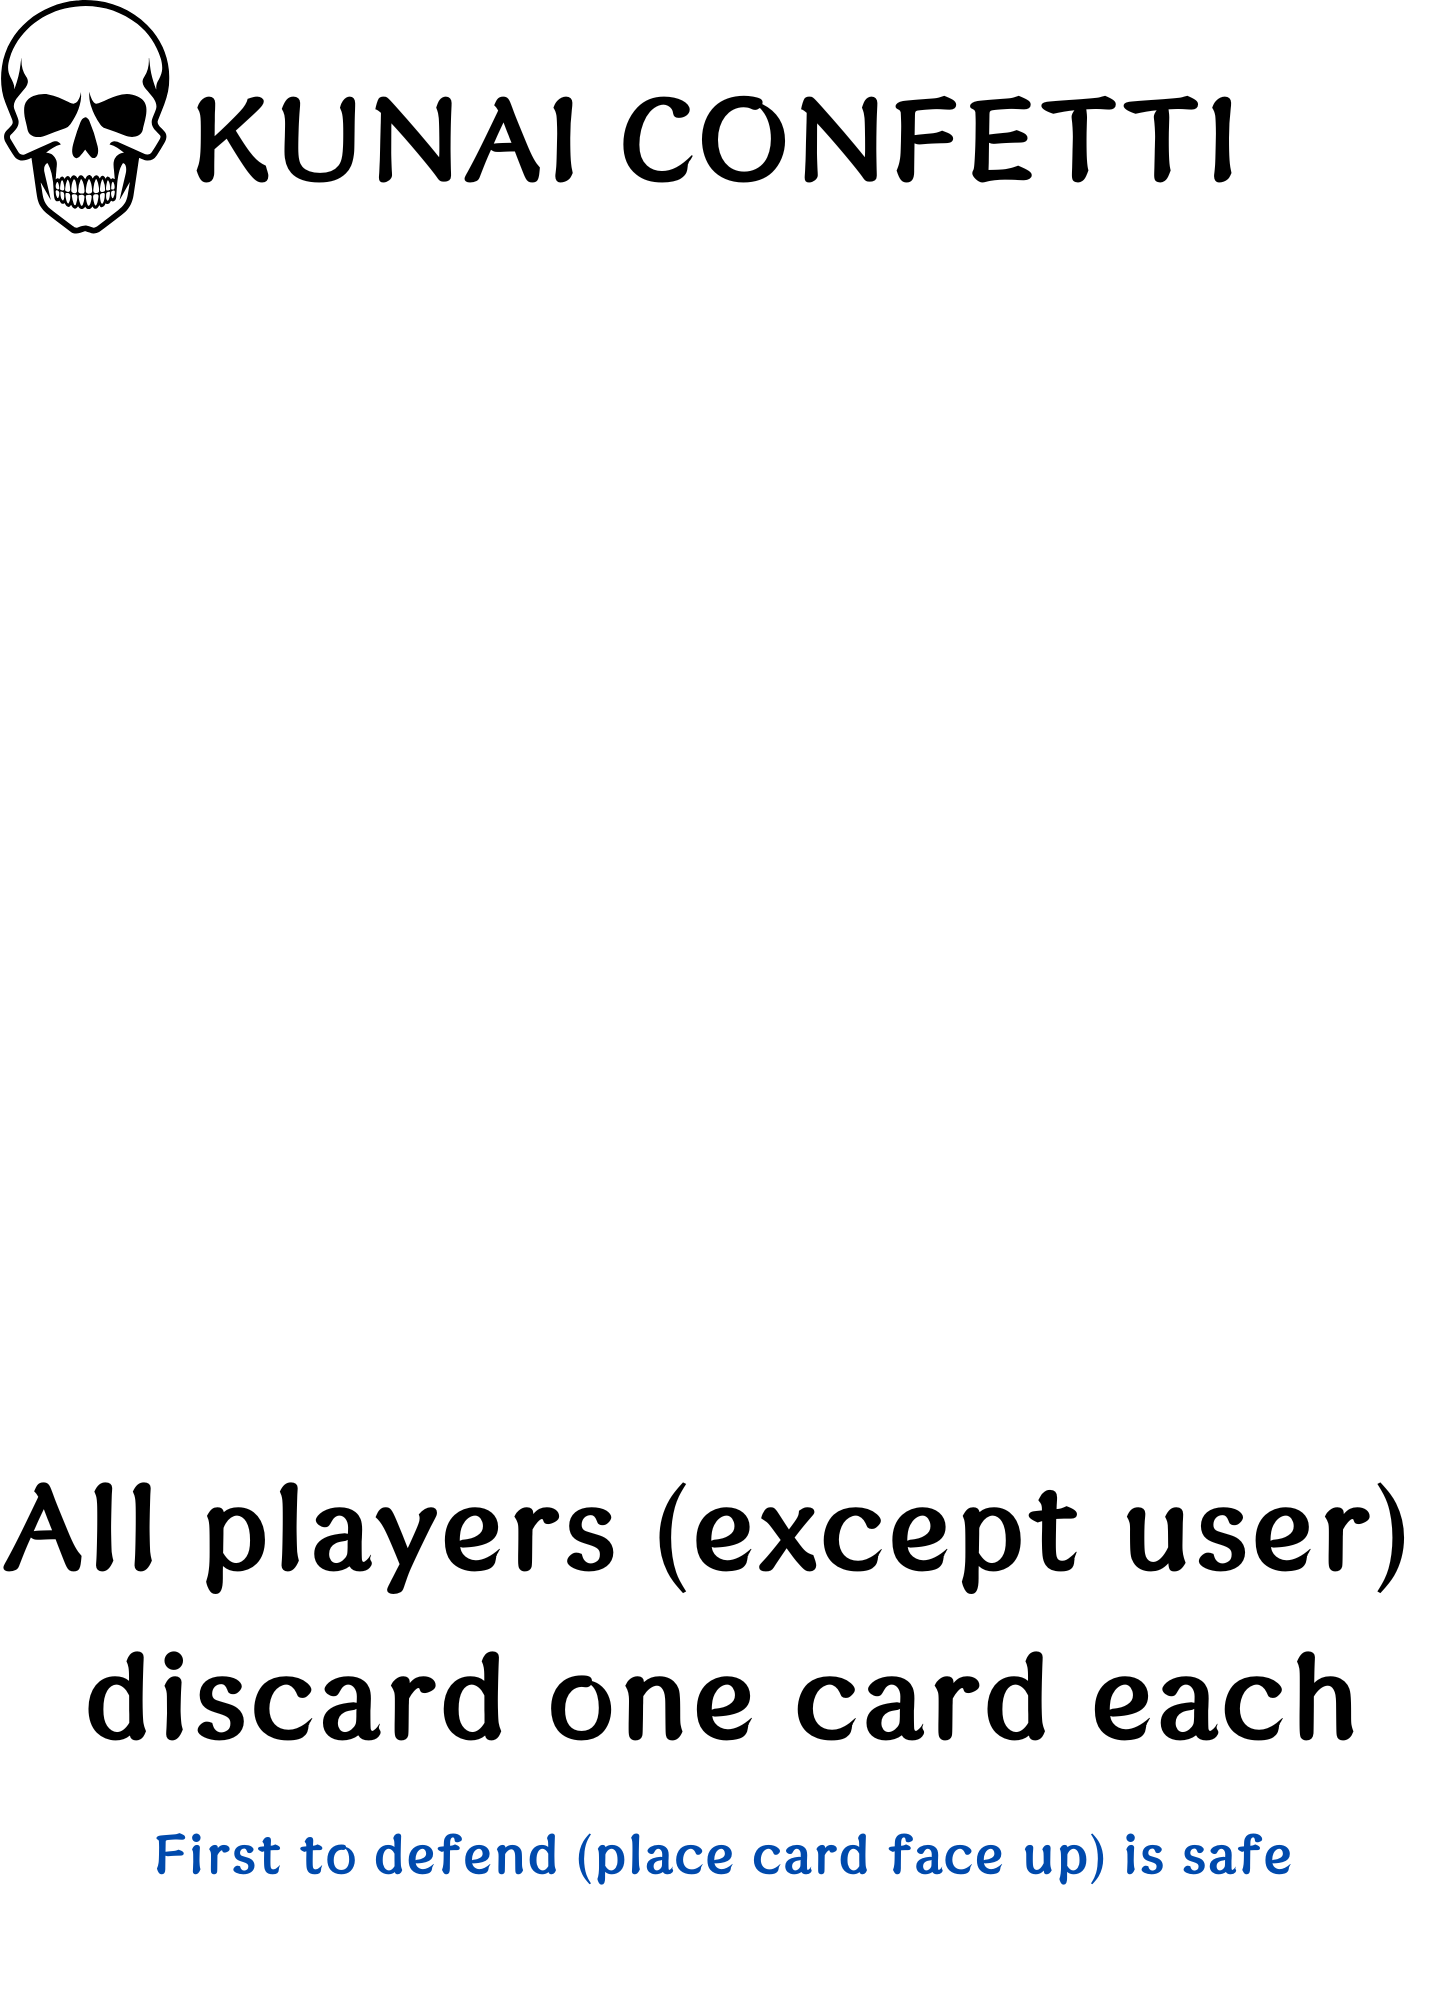 KUNAI CONFETTI
All players (except user)
discard one card each
First to defend (place card face up) is safe